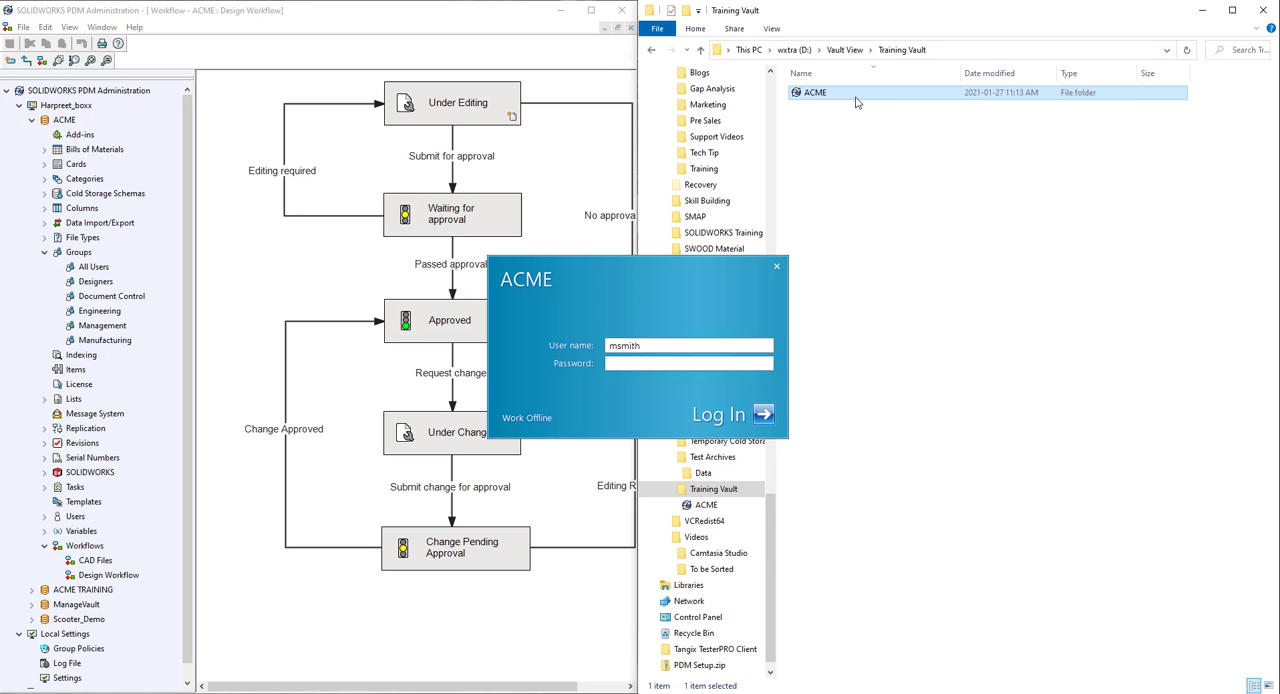 SOLIDWORKS PDM Administration - [ Workflow - ACME : Design Workflow]
File Edit View Window Help
SOLIDWORKS PDM Administration
Harpreet_boxx
ACME
Add-ins
Bills of Materials
Cards
Categories
Cold Storage Schemas
Columns
Data Import/Export
File Types
Groups
All Users
Designers
Document Control
Engineering
Management
Manufacturing
Indexing
Items
License
Lists
Message System
Replication
Revisions
Serial Numbers
SOLIDWORKS
Tasks
Templates
Users
Variables
Workflows
CAD Files
Design Workflow
ACME TRAINING
ManageVault
Scooter_Demo
Local Settings
Group Policies
Log File
Settings
Under Editing
Submit for approval
Editing required
Waiting for
approval
No approva
Passed approval
Approved
Request change
Change Approved
Under Chang
Submit change for approval
Editing R
Change Pending
Approval
ACME
User name: msmith
Password:
Work Offline
Log In
Training Vault
File Home Share View
This PC > wxtra (D:) > Vault View > Training Vault
Search Tr...
Name Date modified Type Size
ACME 2021-01-27 11:13 AM File folder
Blogs
Gap Analysis
Marketing
Pre Sales
Support Videos
Tech Tip
Training
Recovery
Skill Building
SMAP
SOLIDWORKS Training
SWOOD Material
Temporary Cold Stora
Test Archives
Data
Training Vault
ACME
VCRedist64
Videos
Camtasia Studio
To be Sorted
Libraries
Network
Control Panel
Recycle Bin
Tangix TesterPRO Client
PDM Setup.zip
1 item 1 item selected